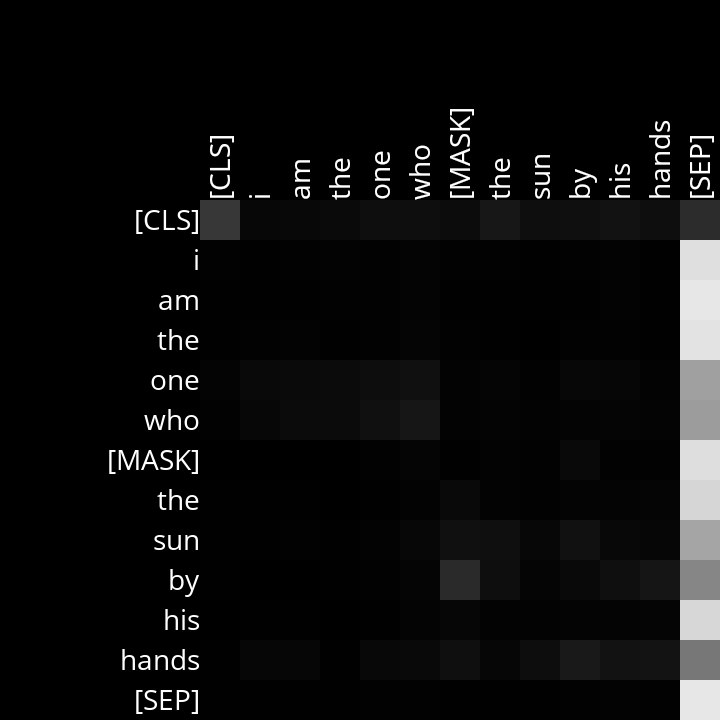 [CLS] i am the one who [MASK] the sun by his hands [SEP]
[CLS]
i
am
the
one
who
[MASK]
the
sun
by
his
hands
[SEP]